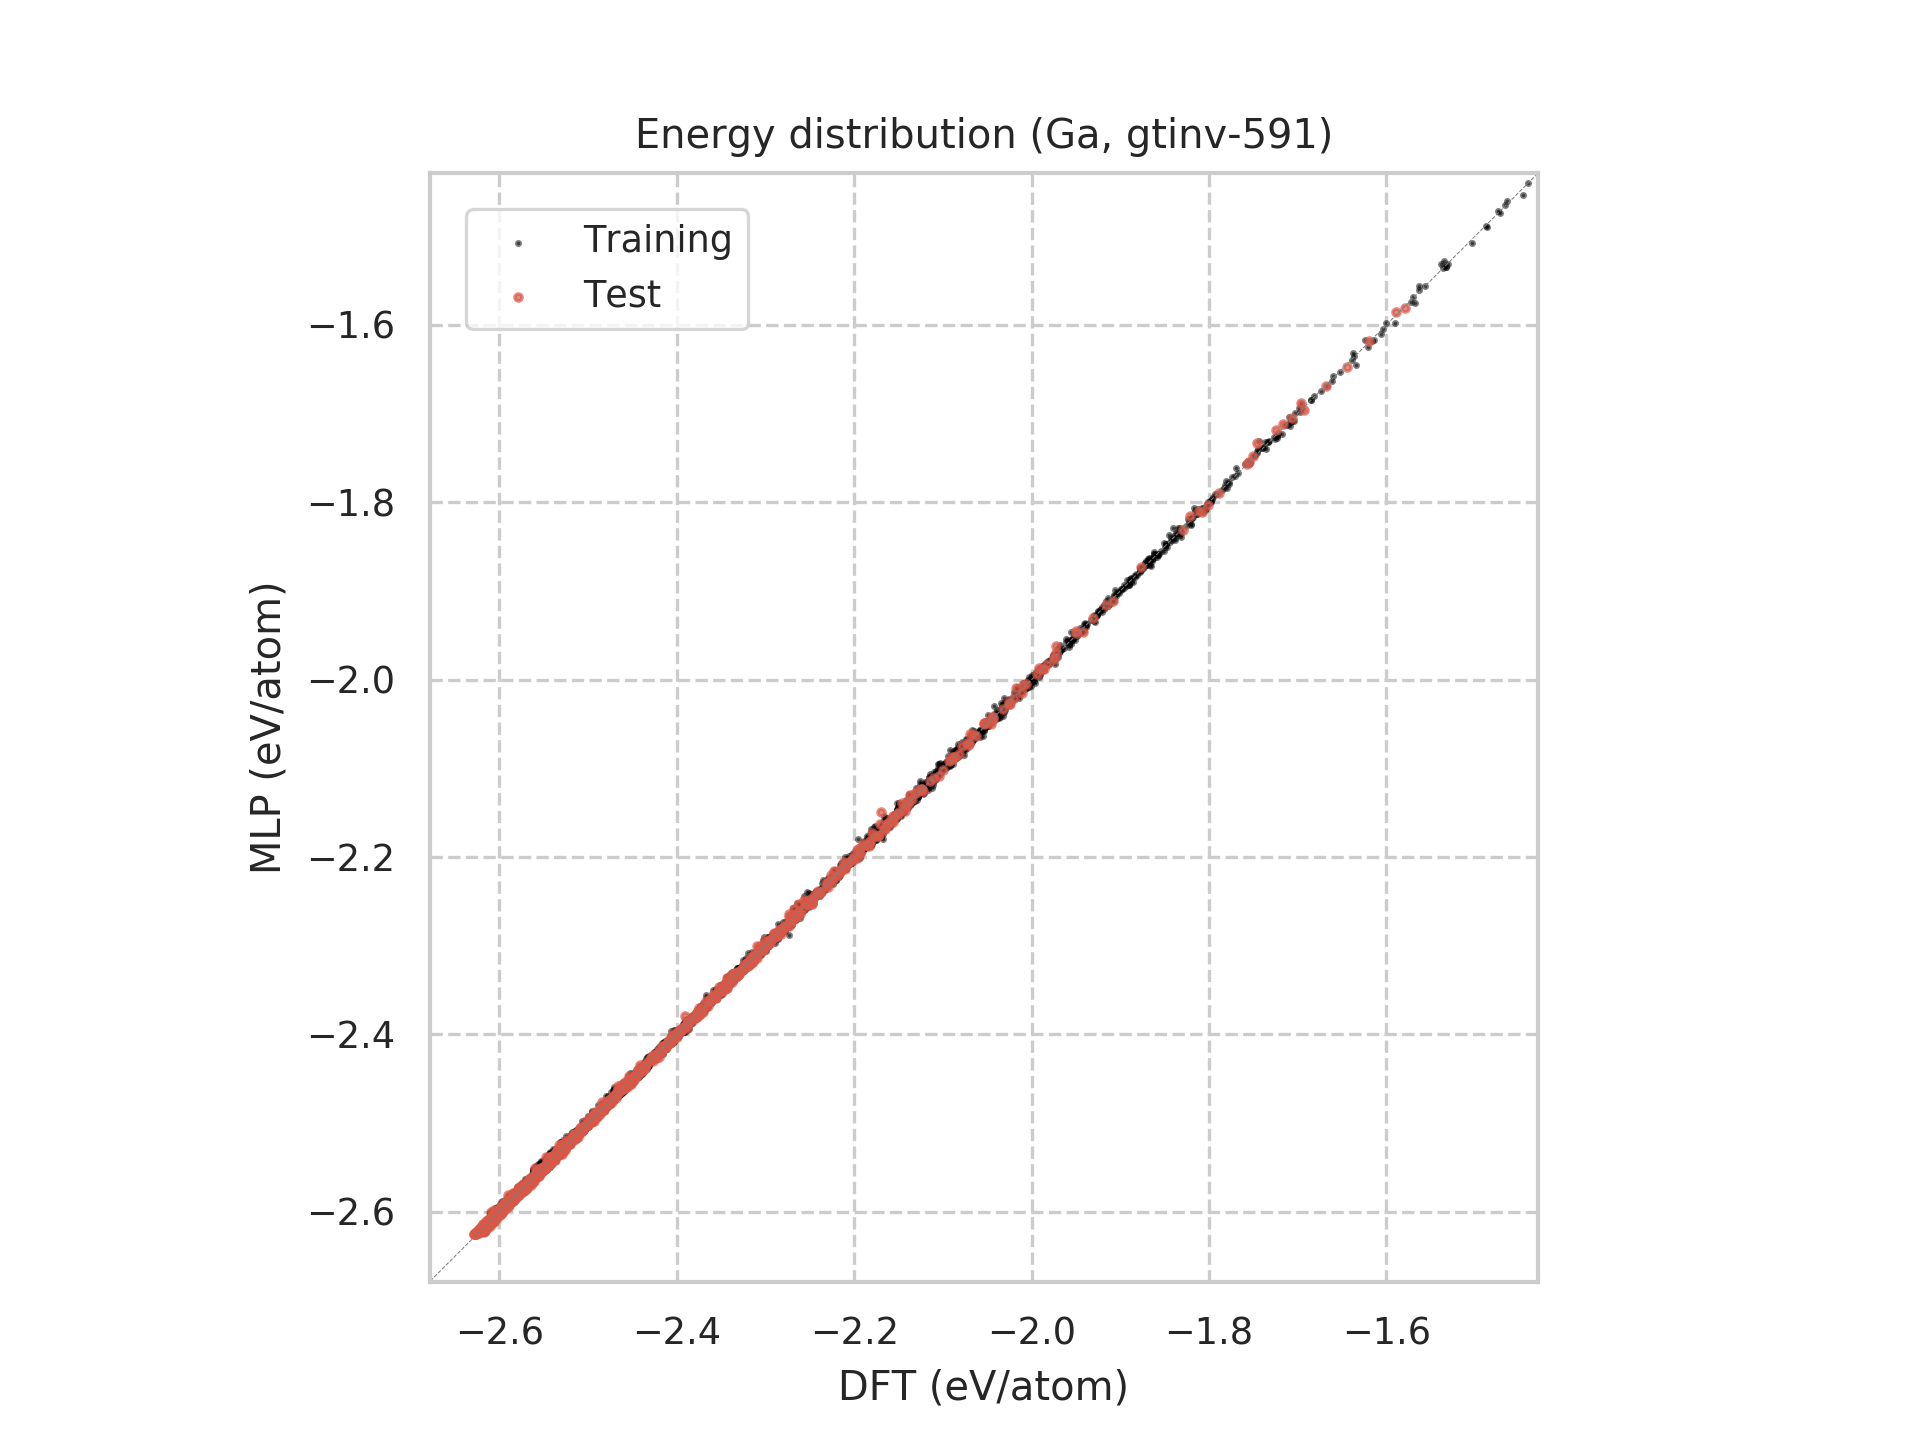 Energy distribution (Ga, gtinv-591)
Training
Test
−1.6
−1.8
−2.0
−2.2
−2.4
−2.6
MLP (eV/atom)
−2.6 −2.4 −2.2 −2.0 −1.8 −1.6
DFT (eV/atom)